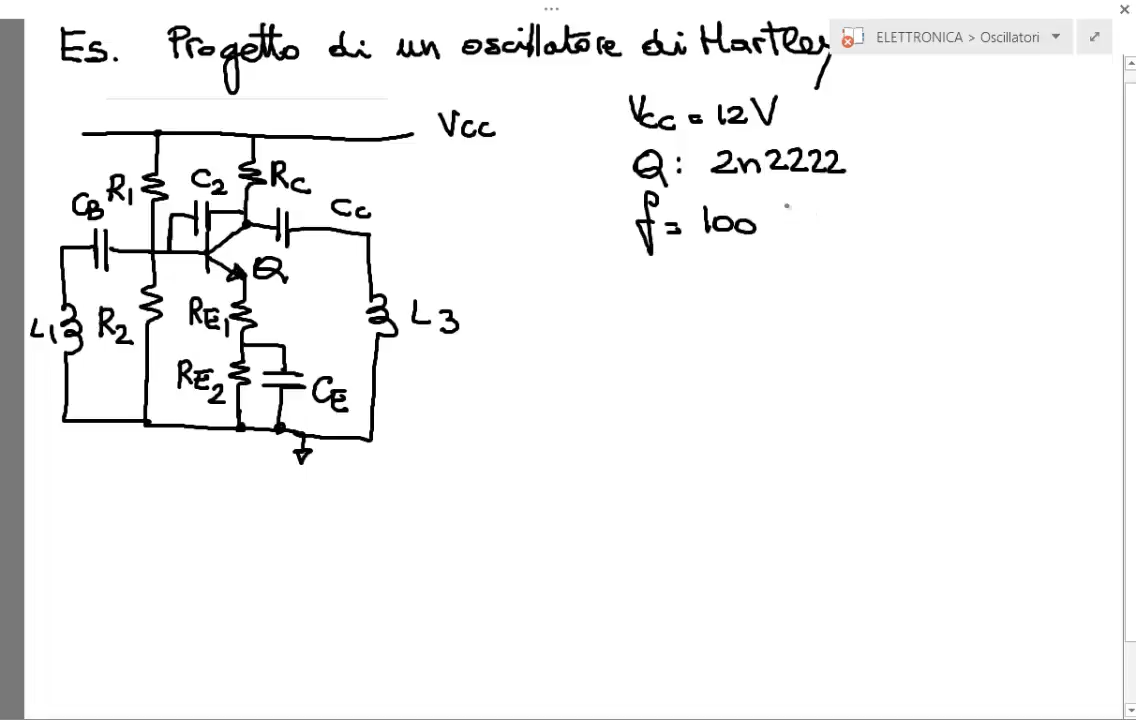 Es. Progetto di un oscillatore di Hartley
ELETTRONICA > Oscillatori
Vcc
Vcc = 12V
Q: 2n2222
f = 100
R1
C2
Rc
CB
Cc
Q
L1
R2
RE1
L3
RE2
CE